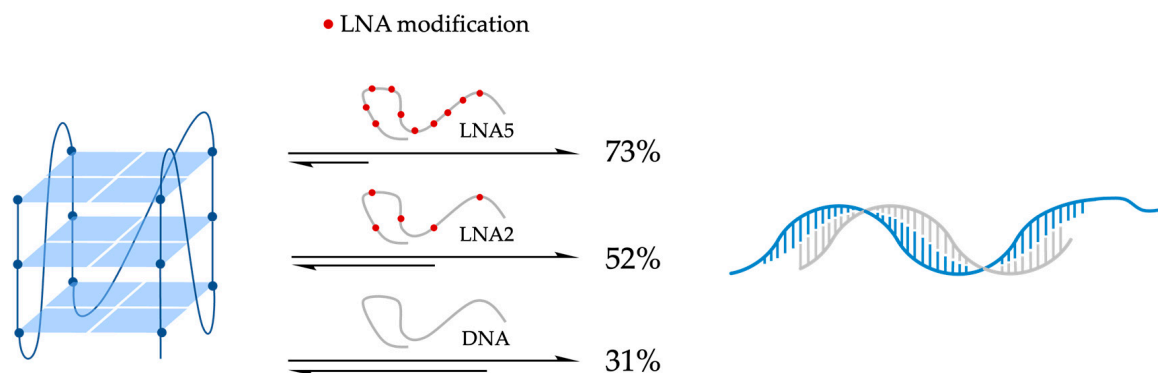 LNA modification
LNA5
73%
LNA2
52%
DNA
31%